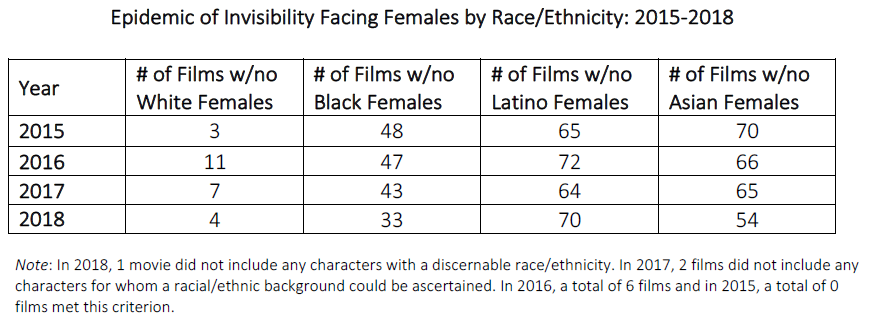 Epidemic of Invisibility Facing Females by Race/Ethnicity: 2015-2018
Year # of Films w/no White Females # of Films w/no Black Females # of Films w/no Latino Females # of Films w/no Asian Females
2015 3 48 65 70
2016 11 47 72 66
2017 7 43 64 65
2018 4 33 70 54
Note: In 2018, 1 movie did not include any characters with a discernable race/ethnicity. In 2017, 2 films did not include any
characters for whom a racial/ethnic background could be ascertained. In 2016, a total of 6 films and in 2015, a total of 0
films met this criterion.